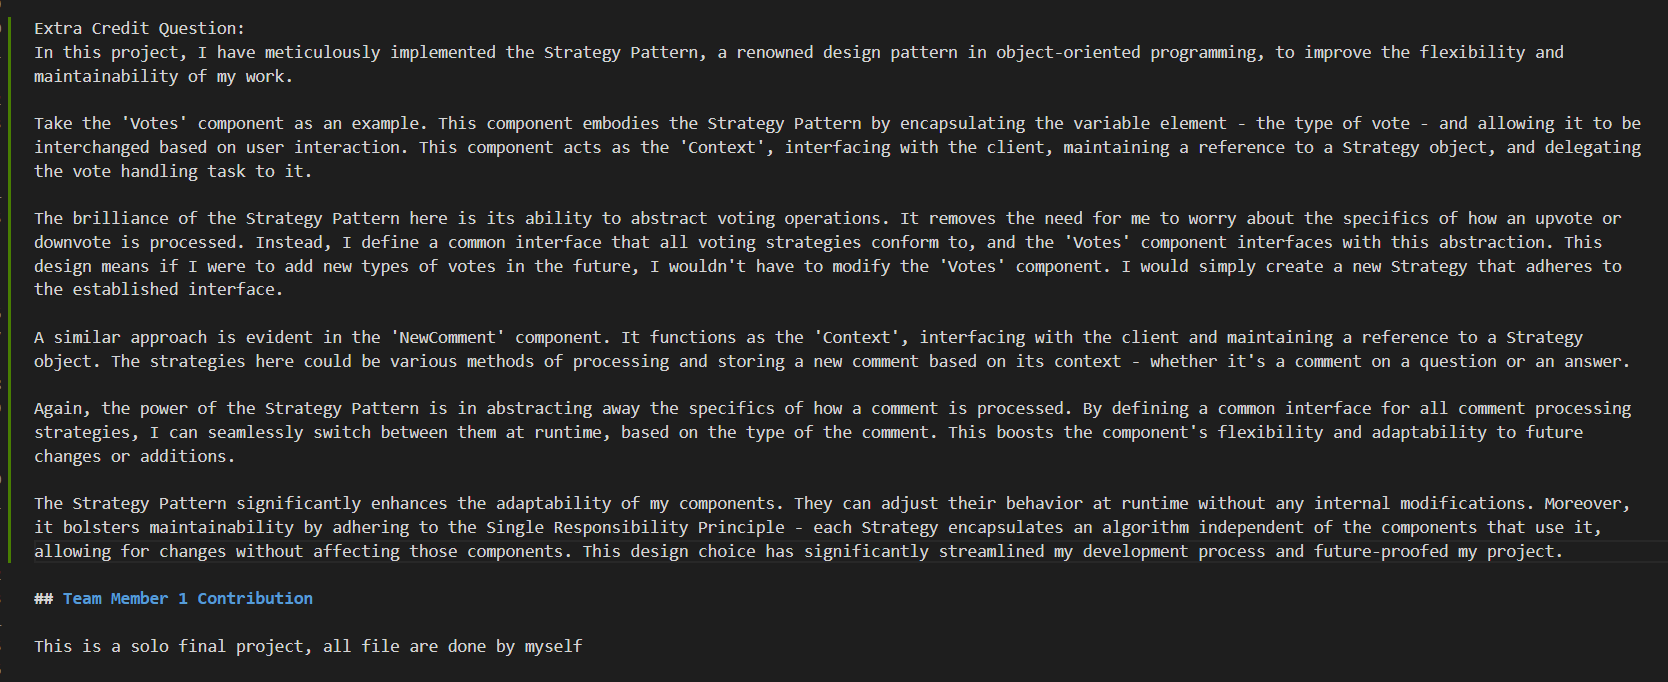 Extra Credit Question:
In this project, I have meticulously implemented the Strategy Pattern, a renowned design pattern in object-oriented programming, to improve the flexibility and
maintainability of my work.
Take the 'Votes' component as an example. This component embodies the Strategy Pattern by encapsulating the variable element - the type of vote - and allowing it to be
interchanged based on user interaction. This component acts as the 'Context', interfacing with the client, maintaining a reference to a Strategy object, and delegating
the vote handling task to it.
The brilliance of the Strategy Pattern here is its ability to abstract voting operations. It removes the need for me to worry about the specifics of how an upvote or
downvote is processed. Instead, I define a common interface that all voting strategies conform to, and the 'Votes' component interfaces with this abstraction. This
design means if I were to add new types of votes in the future, I wouldn't have to modify the 'Votes' component. I would simply create a new Strategy that adheres to
the established interface.
A similar approach is evident in the 'NewComment' component. It functions as the 'Context', interfacing with the client and maintaining a reference to a Strategy
object. The strategies here could be various methods of processing and storing a new comment based on its context - whether it's a comment on a question or an answer.
Again, the power of the Strategy Pattern is in abstracting away the specifics of how a comment is processed. By defining a common interface for all comment processing
strategies, I can seamlessly switch between them at runtime, based on the type of the comment. This boosts the component's flexibility and adaptability to future
changes or additions.
The Strategy Pattern significantly enhances the adaptability of my components. They can adjust their behavior at runtime without any internal modifications. Moreover,
it bolsters maintainability by adhering to the Single Responsibility Principle - each Strategy encapsulates an algorithm independent of the components that use it,
allowing for changes without affecting those components. This design choice has significantly streamlined my development process and future-proofed my project.
## Team Member 1 Contribution
This is a solo final project, all file are done by myself